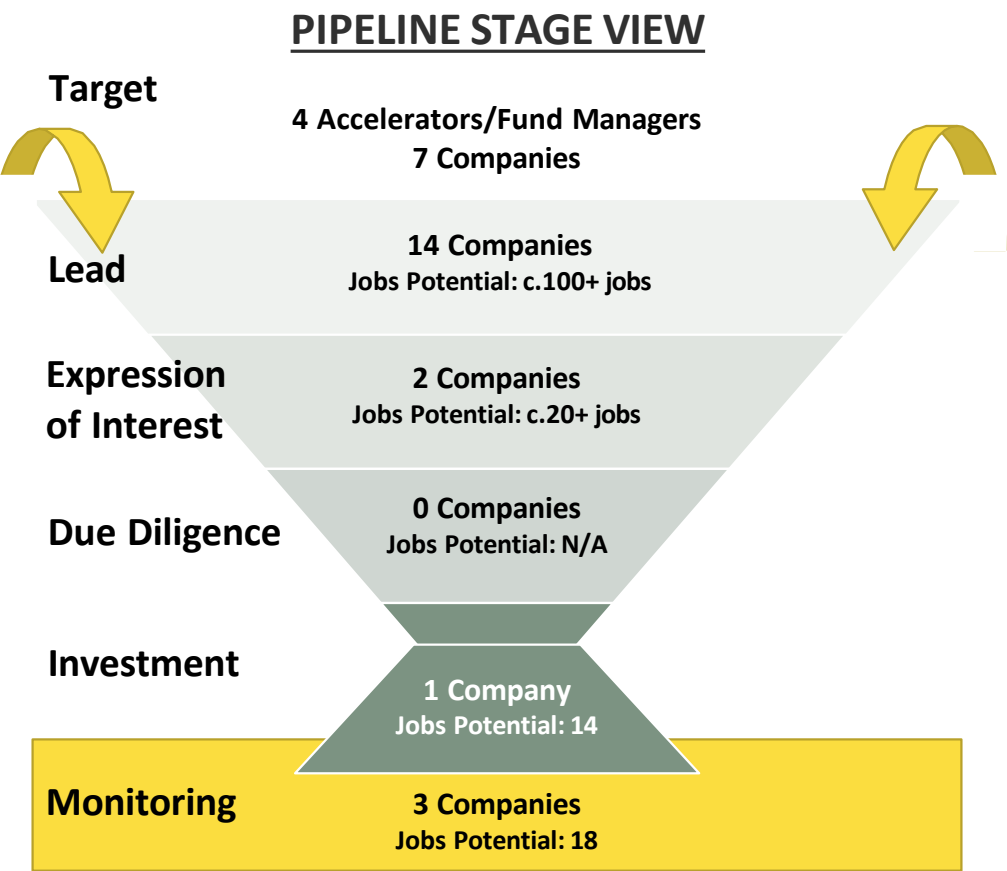 PIPELINE STAGE VIEW
Target
4 Accelerators/Fund Managers
7 Companies
Lead
14 Companies
Jobs Potential: c.100+ jobs
Expression
of Interest
2 Companies
Jobs Potential: c.20+ jobs
Due Diligence
0 Companies
Jobs Potential: N/A
Investment
1 Company
Jobs Potential: 14
Monitoring
3 Companies
Jobs Potential: 18